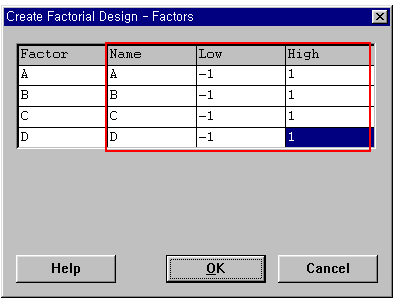 Create Factorial Design - Factors
Factor Name Low High
A A -1 1
B B -1 1
C C -1 1
D D -1 1
Help OK Cancel